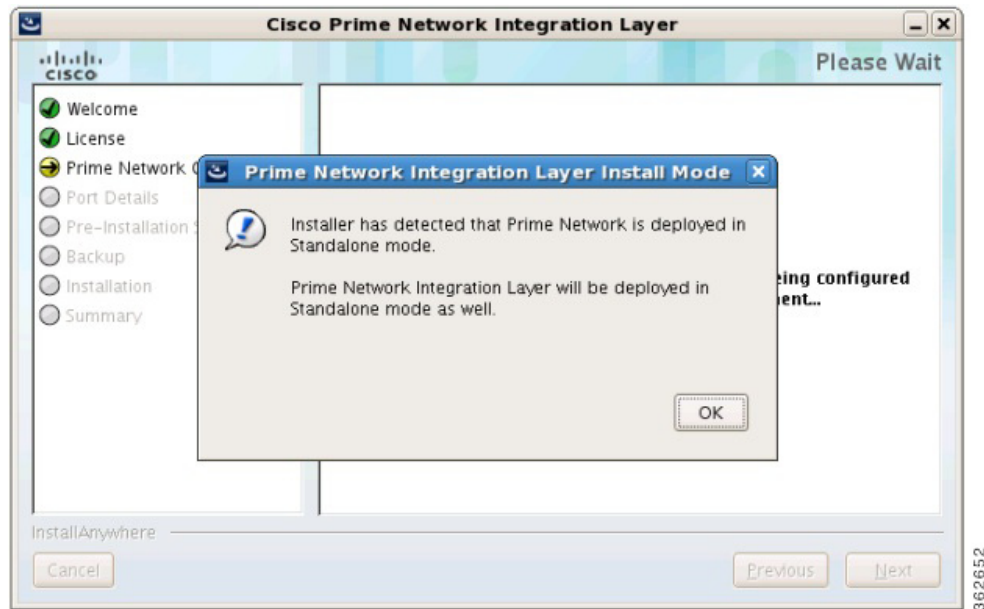 Cisco Prime Network Integration Layer
CISCO
Please Wait
Welcome
License
Prime Network
Port Details
Pre-Installation
Backup
Installation
Summary
Prime Network Integration Layer Install Mode
Installer has detected that Prime Network is deployed in
Standalone mode.
Prime Network Integration Layer will be deployed in
Standalone mode as well.
OK
eing configured
ent...
InstallAnywhere
Cancel
Previous
Next
362652